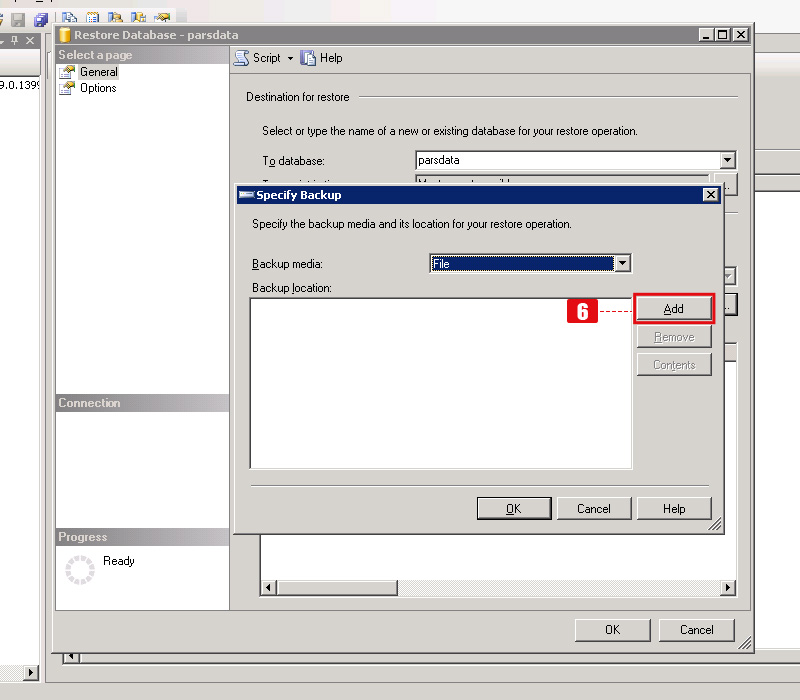 Restore Database - parsdata
Select a page
General
Options
9.0.1399
Script
Help
Destination for restore
Select or type the name of a new or existing database for your restore operation.
To database:
parsdata
Specify Backup
Specify the backup media and its location for your restore operation.
Backup media:
File
Backup location:
6
Add
Remove
Contents
OK
Cancel
Help
Connection
Progress
Ready
OK
Cancel